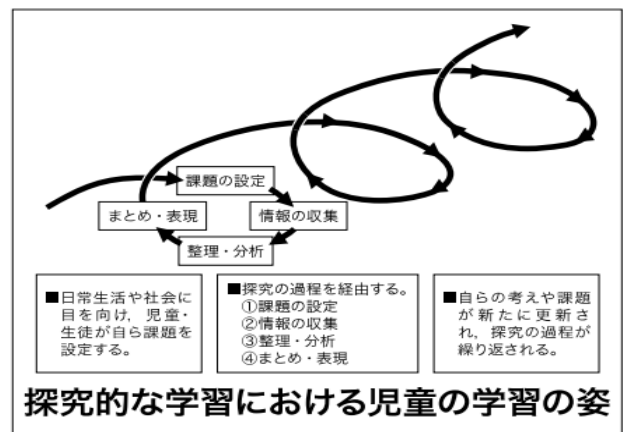 課題の設定
まとめ・表現
情報の収集
整理・分析
■日常生活や社会に
目を向け，児童・
生徒が自ら課題を
設定する。
■探究の過程を経由する。
①課題の設定
②情報の収集
③整理・分析
④まとめ・表現
■自らの考えや課題
が新たに更新さ
れ，探究の過程が
繰り返される。
探究的な学習における児童の学習の姿